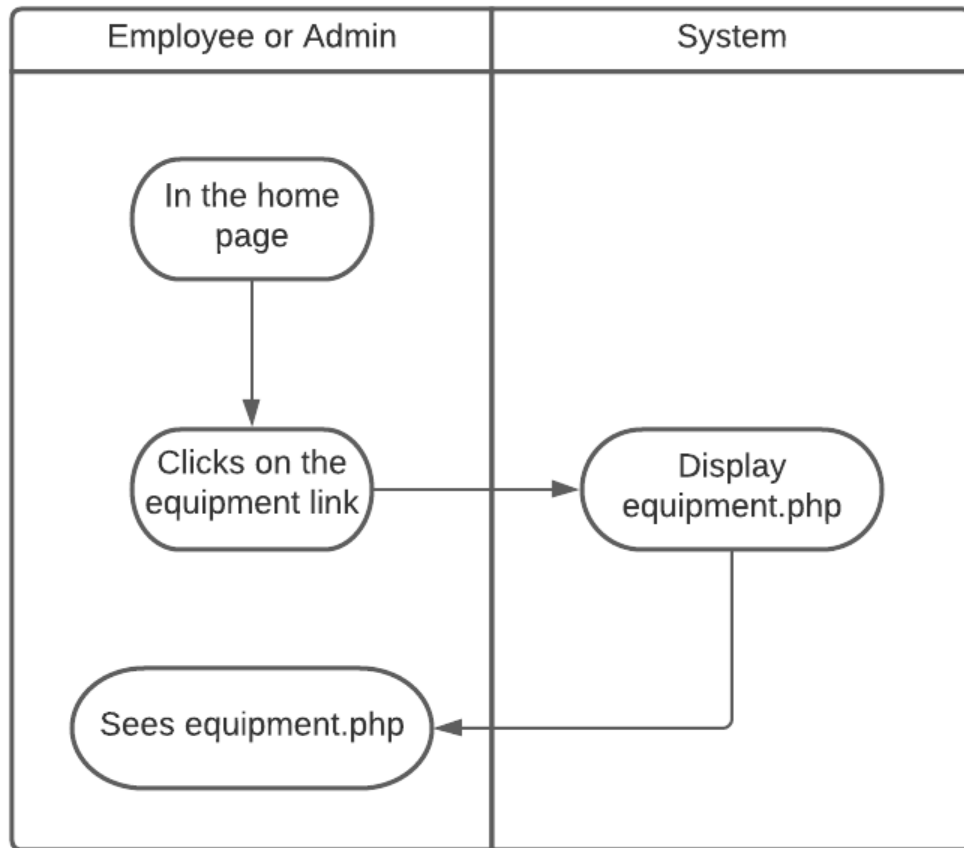 Employee or Admin
System
In the home
page
Clicks on the
equipment link
Display
equipment.php
Sees equipment.php